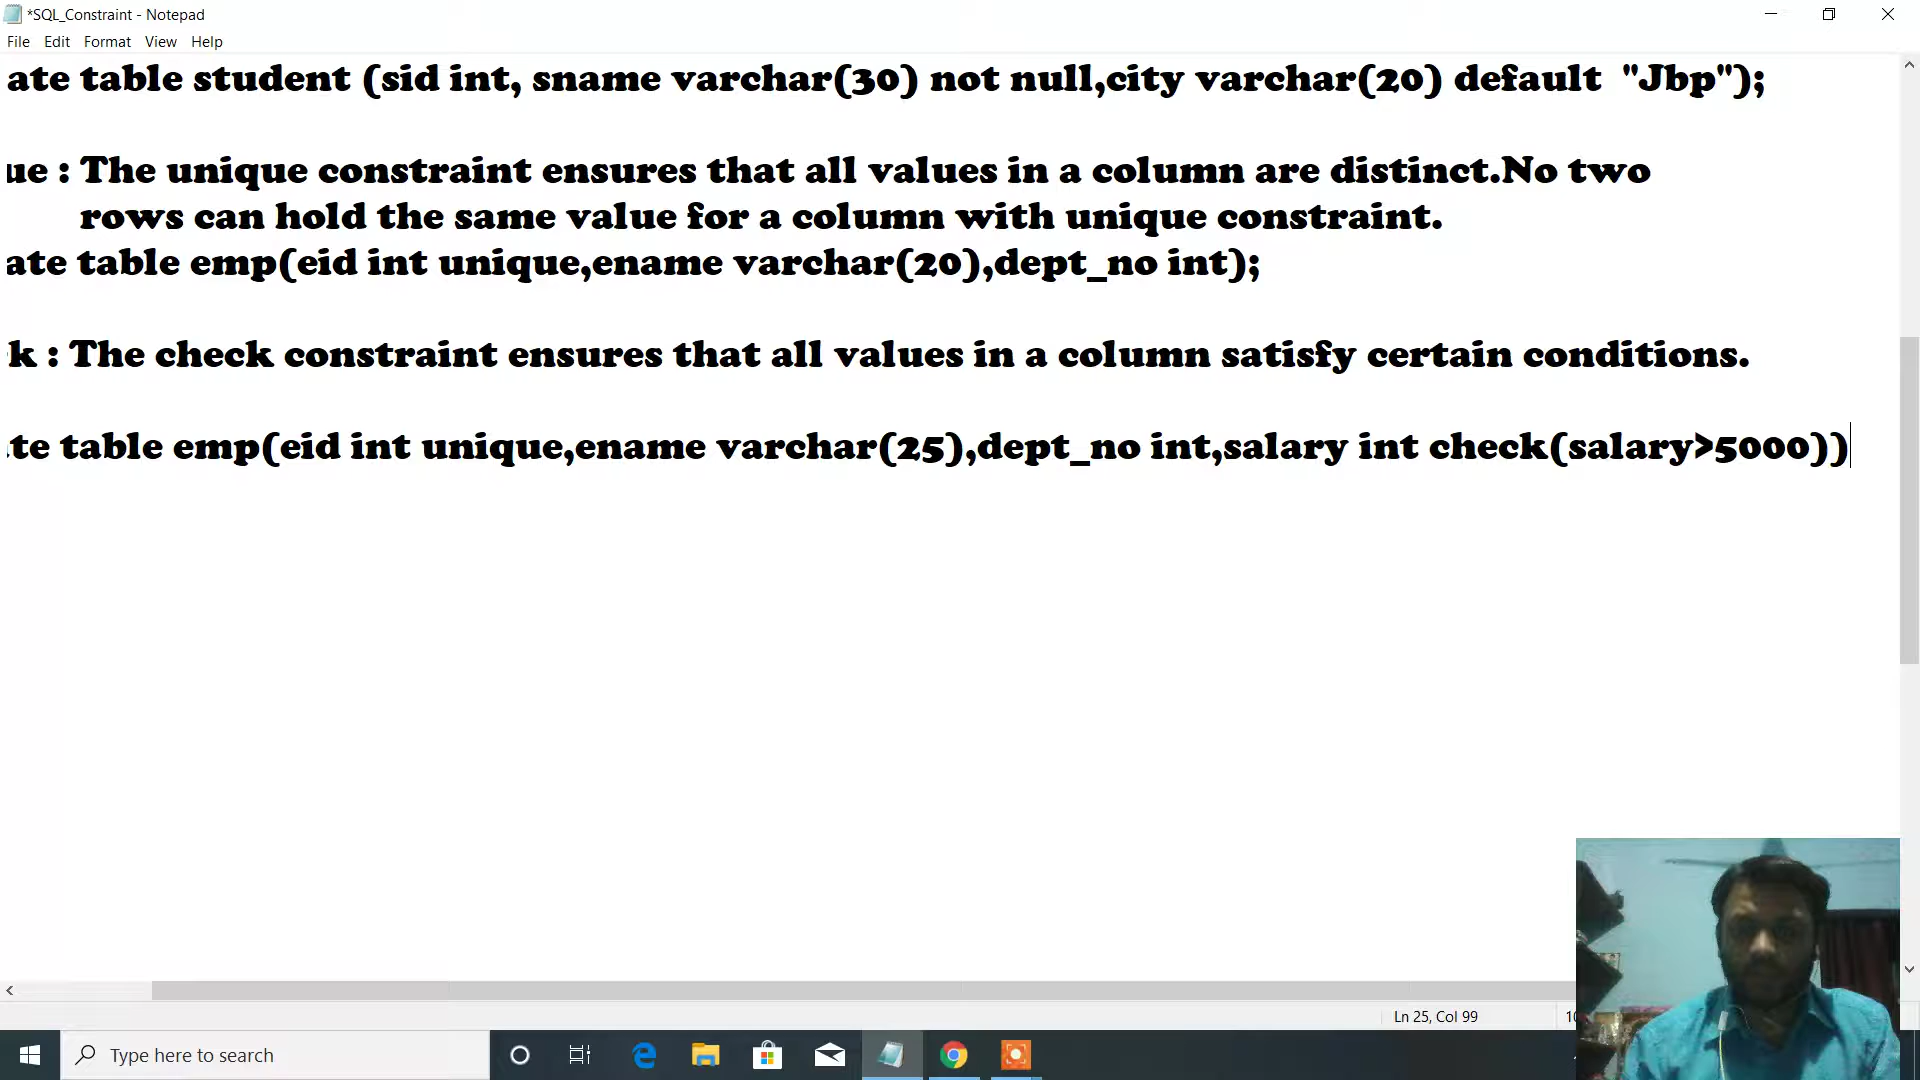 *SQL_Constraint - Notepad
File Edit Format View Help
ate table student (sid int, sname varchar(30) not null,city varchar(20) default "Jbp");
ue : The unique constraint ensures that all values in a column are distinct.No two
rows can hold the same value for a column with unique constraint.
ate table emp(eid int unique,ename varchar(20),dept_no int);
k : The check constraint ensures that all values in a column satisfy certain conditions.
te table emp(eid int unique,ename varchar(25),dept_no int,salary int check(salary>5000))
Ln 25, Col 99
Type here to search